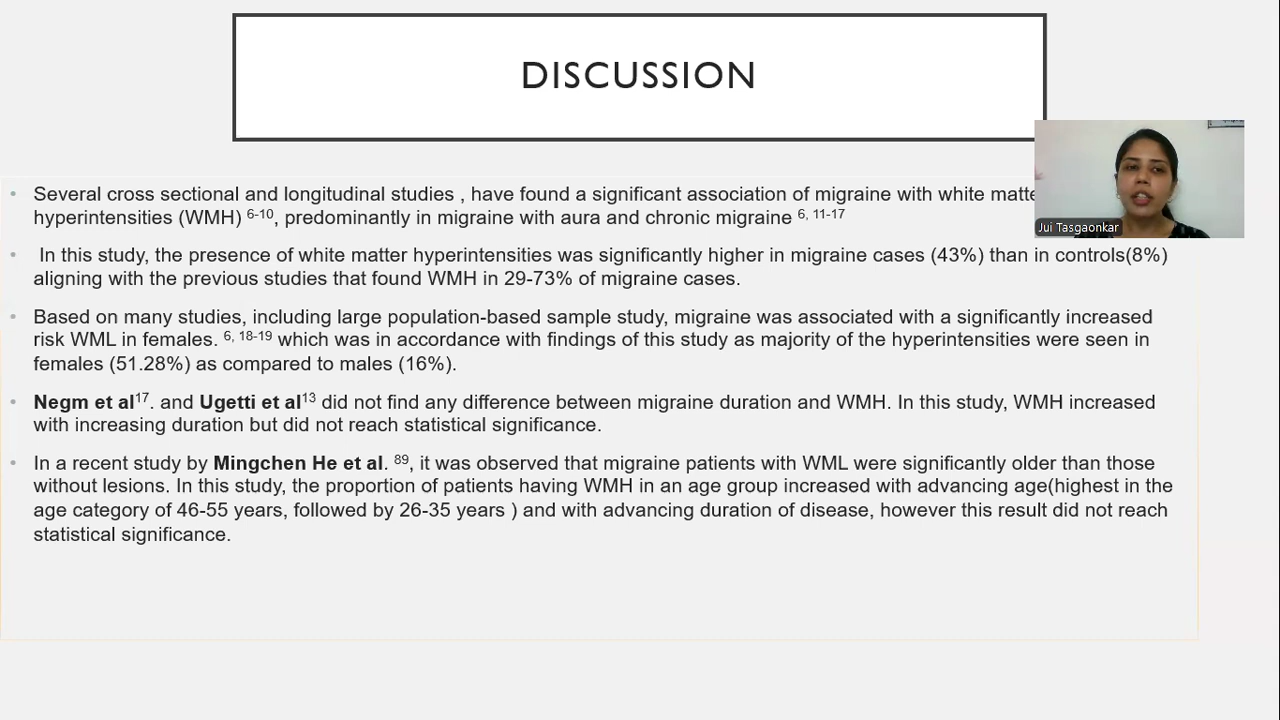 DISCUSSION
• Several cross sectional and longitudinal studies , have found a significant association of migraine with white matte
hyperintensities (WMH) 6-10, predominantly in migraine with aura and chronic migraine 6, 11-17
Jui Tasgaonkar
• In this study, the presence of white matter hyperintensities was significantly higher in migraine cases (43%) than in controls(8%)
aligning with the previous studies that found WMH in 29-73% of migraine cases.
• Based on many studies, including large population-based sample study, migraine was associated with a significantly increased
risk WML in females. 6, 18-19 which was in accordance with findings of this study as majority of the hyperintensities were seen in
females (51.28%) as compared to males (16%).
• Negm et al17. and Ugetti et al13 did not find any difference between migraine duration and WMH. In this study, WMH increased
with increasing duration but did not reach statistical significance.
• In a recent study by Mingchen He et al. 89, it was observed that migraine patients with WML were significantly older than those
without lesions. In this study, the proportion of patients having WMH in an age group increased with advancing age(highest in the
age category of 46-55 years, followed by 26-35 years ) and with advancing duration of disease, however this result did not reach
statistical significance.